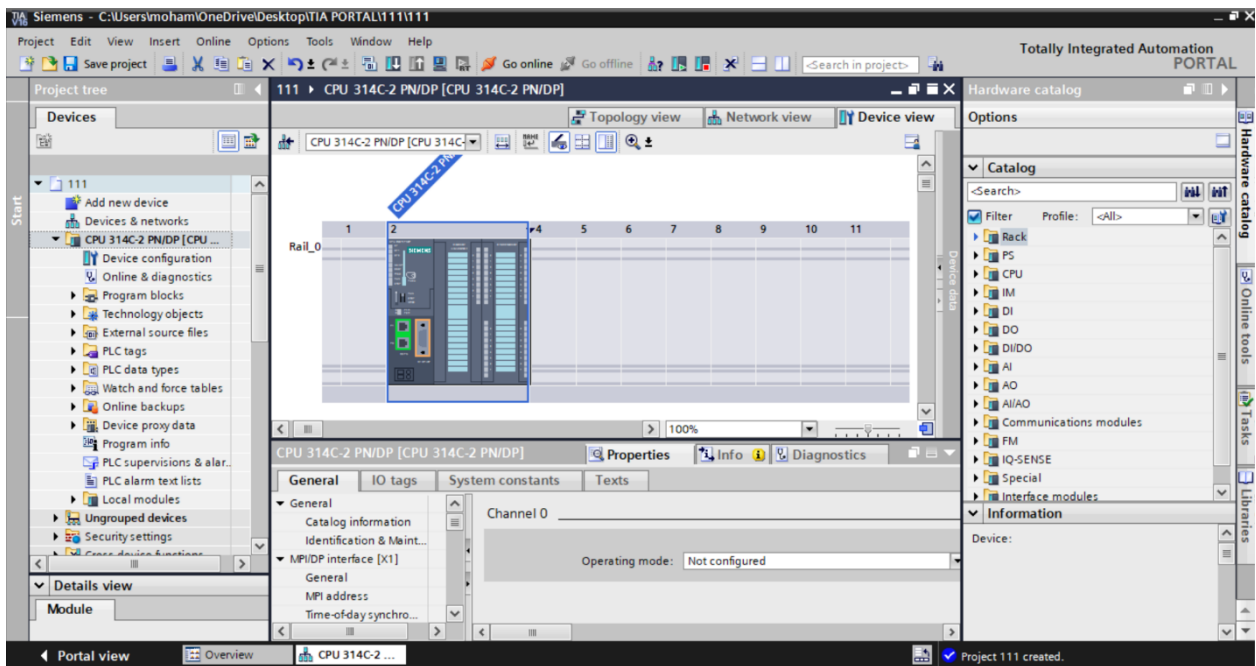 Siemens - C:\Users\moham\OneDrive\Desktop\TIA PORTAL\111\111
Project Edit View Insert Online Options Tools Window Help
Totally Integrated Automation
PORTAL
Save project
Go online
Go offline
<Search in project>
Project tree
111 CPU 314C-2 PN/DP [CPU 314C-2 PN/DP]
Hardware catalog
Devices
Topology view
Network view
Device view
Options
CPU 314C-2 PN/DP [CPU 314C-
111
Add new device
Devices & networks
CPU 314C-2 PN/DP [CPU ...
Device configuration
Online & diagnostics
Program blocks
Technology objects
External source files
PLC tags
PLC data types
Watch and force tables
Online backups
Device proxy data
Program info
PLC supervisions & alar..
PLC alarm text lists
Local modules
Ungrouped devices
Security settings
Cross-device functions
Details view
Module
Start
CPU 314C-2 PN
1 2 4 5 6 7 8 9 10 11
Rail_0
SIEMENS
Device data
100%
CPU 314C-2 PN/DP [CPU 314C-2 PN/DP]
Properties
Info
Diagnostics
General
IO tags
System constants
Texts
General
Catalog information
Identification & Maint...
MPI/DP interface [X1]
General
MPI address
Time-of-day synchro...
Channel 0
Operating mode: Not configured
Catalog
<Search>
Filter
Profile: <All>
Rack
PS
CPU
IM
DI
DO
DI/DO
AI
AO
AI/AO
Communications modules
FM
IQ-SENSE
Special
Interface modules
Information
Device:
Hardware catalog
Online tools
Tasks
Libraries
Portal view
Overview
CPU 314C-2 ...
Project 111 created.